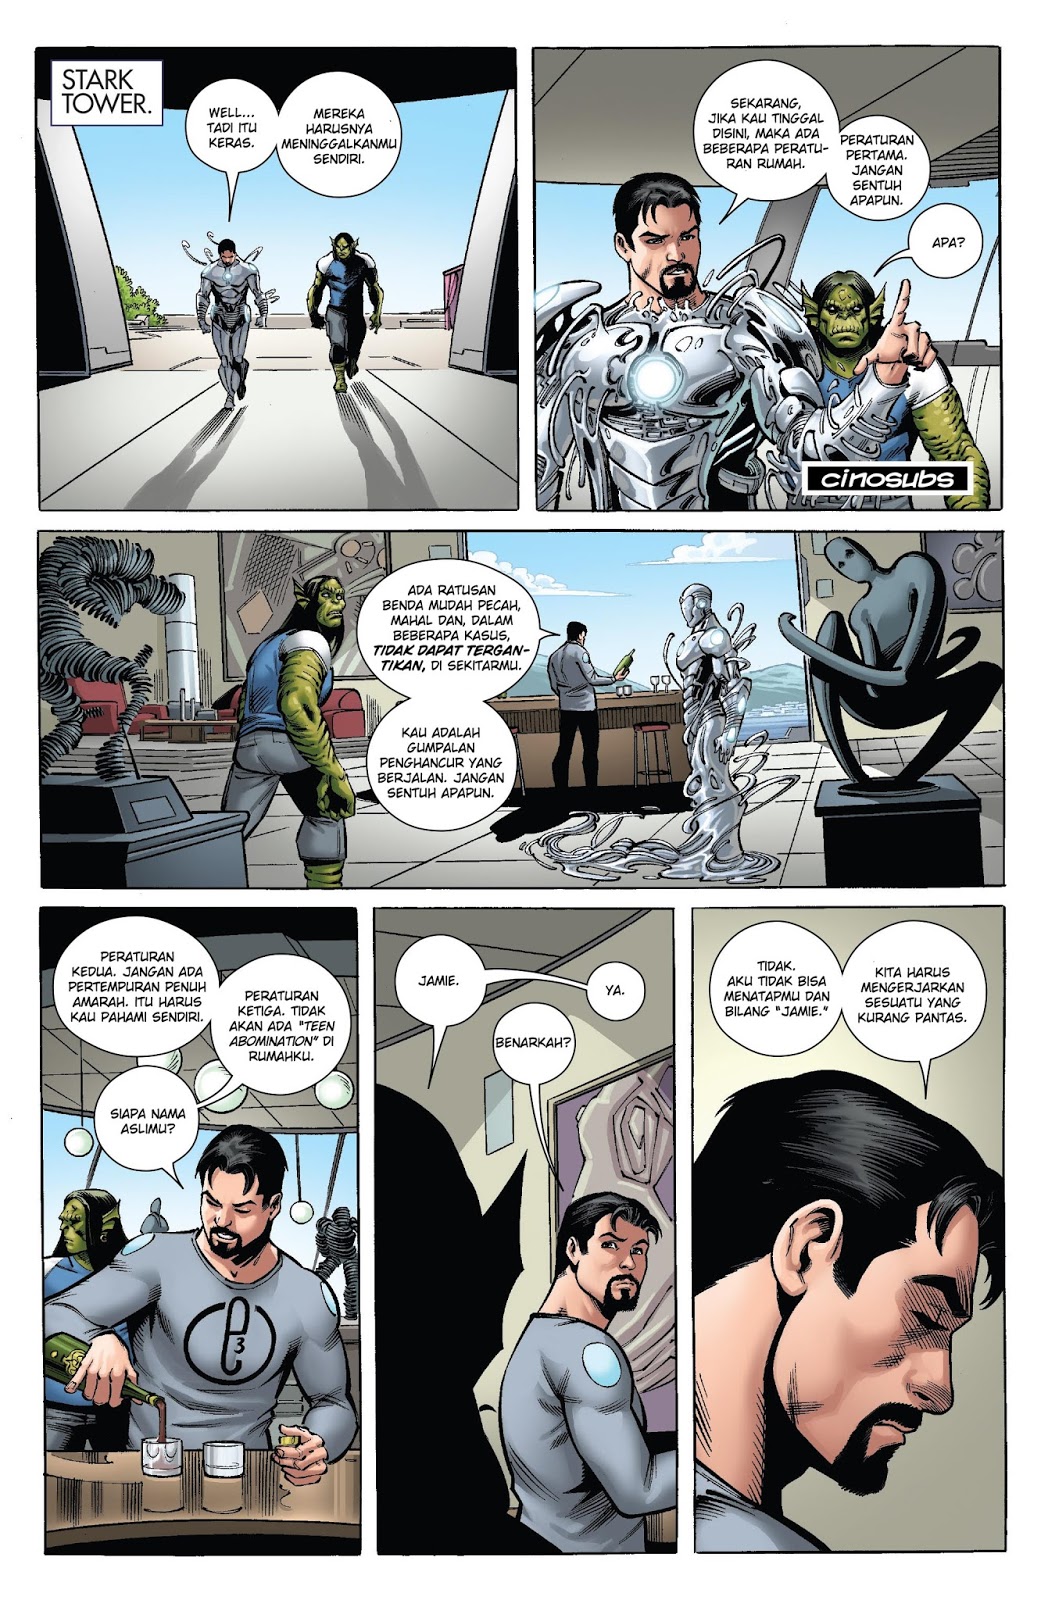 STARK
TOWER.
WELL...
TADI ITU
KERAS.
MEREKA
HARUSNYA
MENINGGALKANMU
SENDIRI.
SEKARANG,
JIKA KAU TINGGAL
DISINI, MAKA ADA
BEBERAPA PERATU-
RAN RUMAH.
PERATURAN
PERTAMA.
JANGAN
SENTUH
APAPUN.
APA?
cinosubs
ADA RATUSAN
BENDA MUDAH PECAH,
MAHAL DAN, DALAM
BEBERAPA KASUS,
TIDAK DAPAT TERGAN-
TIKAN, DI SEKITARMU.
KAU ADALAH
GUMPALAN
PENGHANCUR YANG
BERJALAN. JANGAN
SENTUH APAPUN.
PERATURAN
KEDUA. JANGAN ADA
PERTEMPURAN PENUH
AMARAH. ITU HARUS
KAU PAHAMI SENDIRI.
PERATURAN
KETIGA. TIDAK
AKAN ADA "TEEN
ABOMINATION" DI
RUMAHKU.
SIAPA NAMA
ASLIMU?
JAMIE.
YA.
BENARKAH?
TIDAK.
AKU TIDAK BISA
MENATAPMU DAN
BILANG "JAMIE."
KITA HARUS
MENGERJARKAN
SESUATU YANG
KURANG PANTAS.